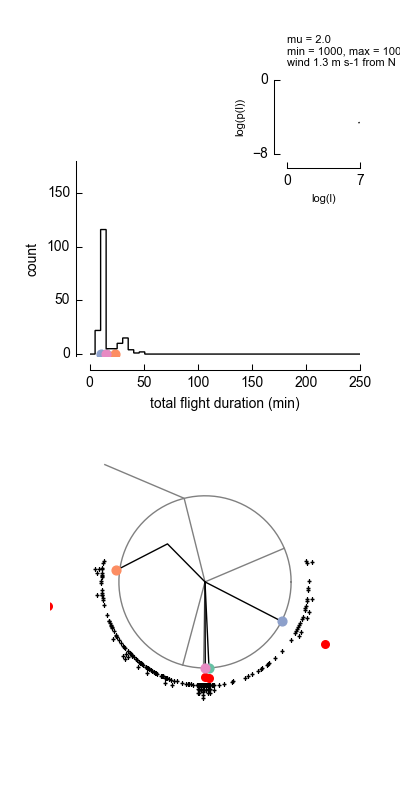 mu = 2.0
min = 1000, max = 100
wind 1.3 m s-1 from N
0
log(p(l))
−8
0 7
log(l)
150
count
100
50
0
0 50 100 150 200 250
total flight duration (min)